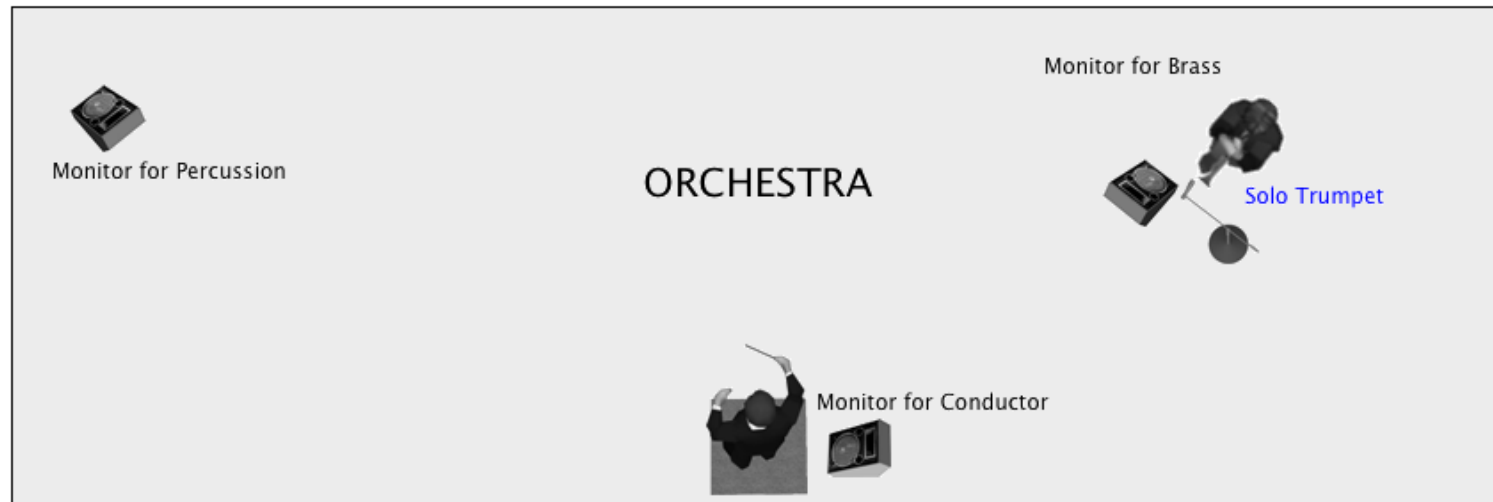 Monitor for Brass
Monitor for Percussion
ORCHESTRA
Solo Trumpet
Monitor for Conductor